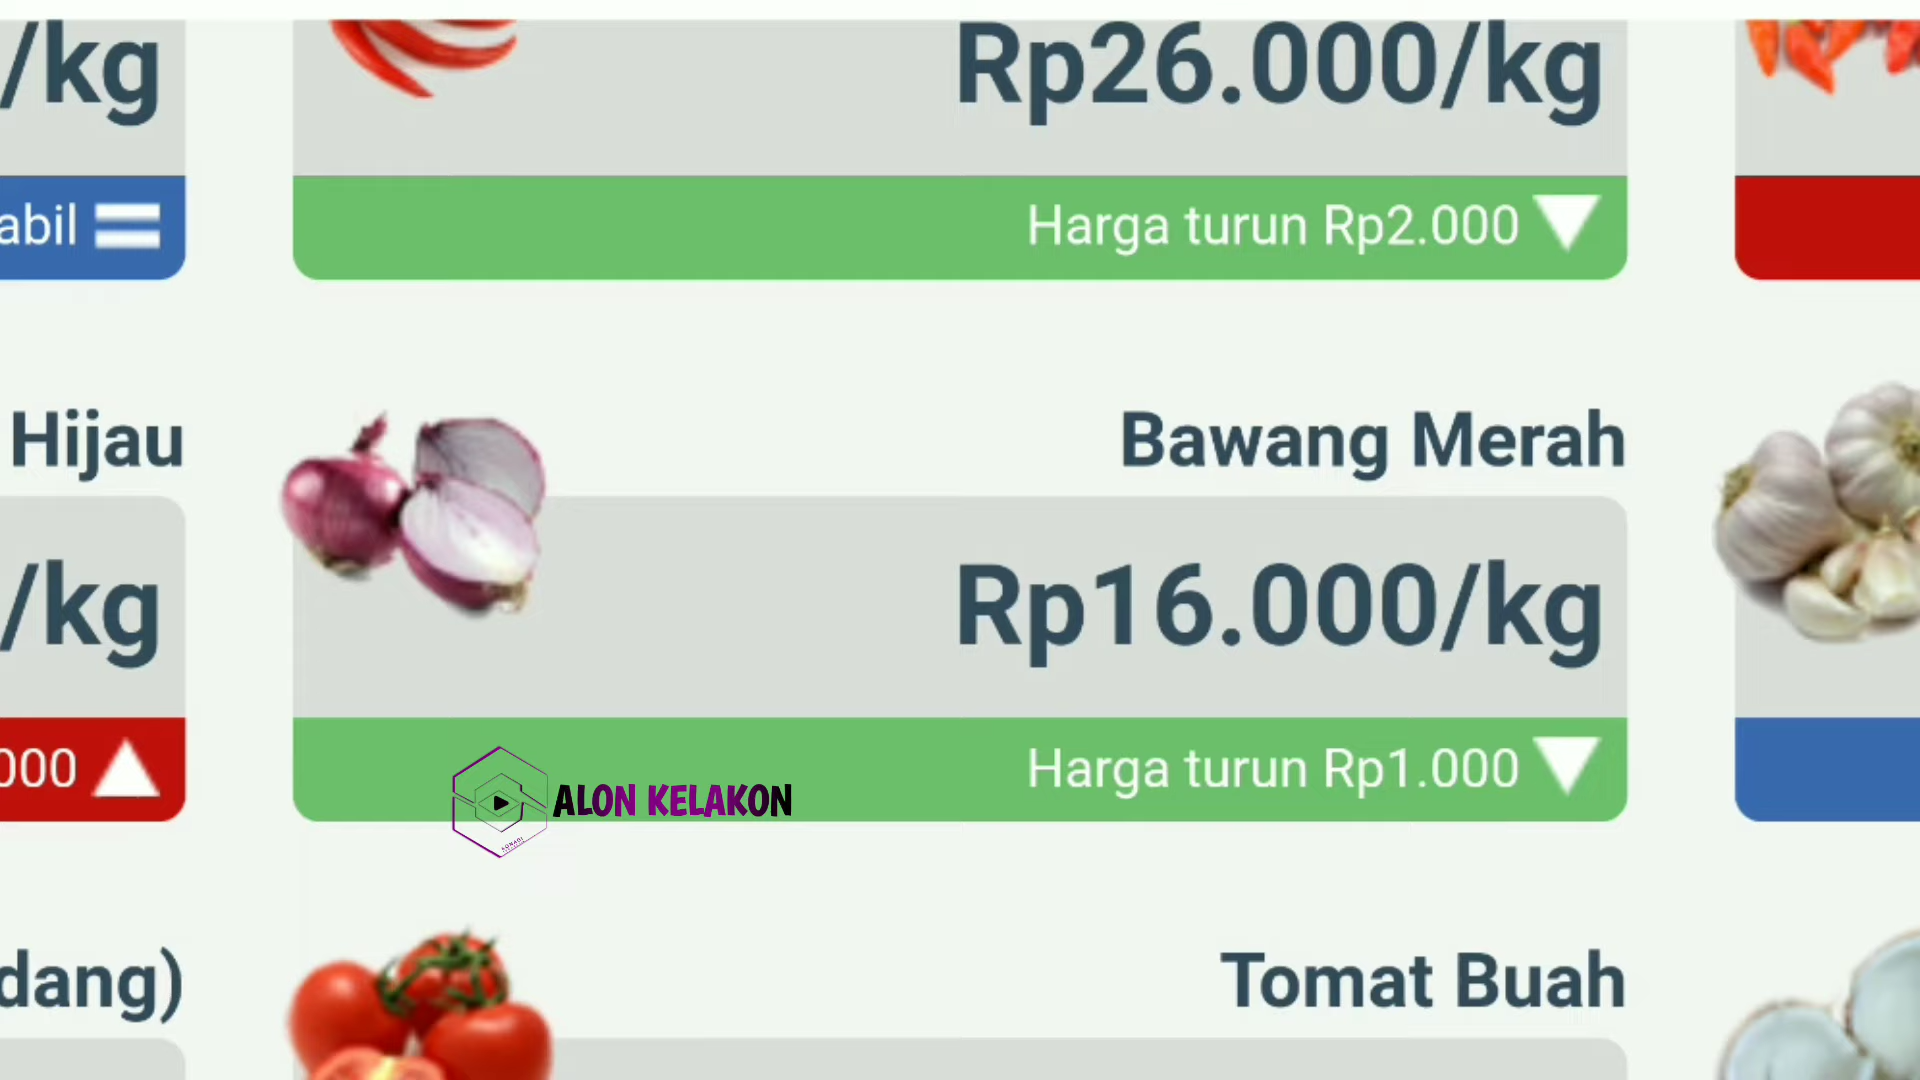 /kg
Rp26.000/kg
abil
Harga turun Rp2.000
Hijau
Bawang Merah
/kg
Rp16.000/kg
000
Harga turun Rp1.000
ALON KELAKON
dang)
Tomat Buah